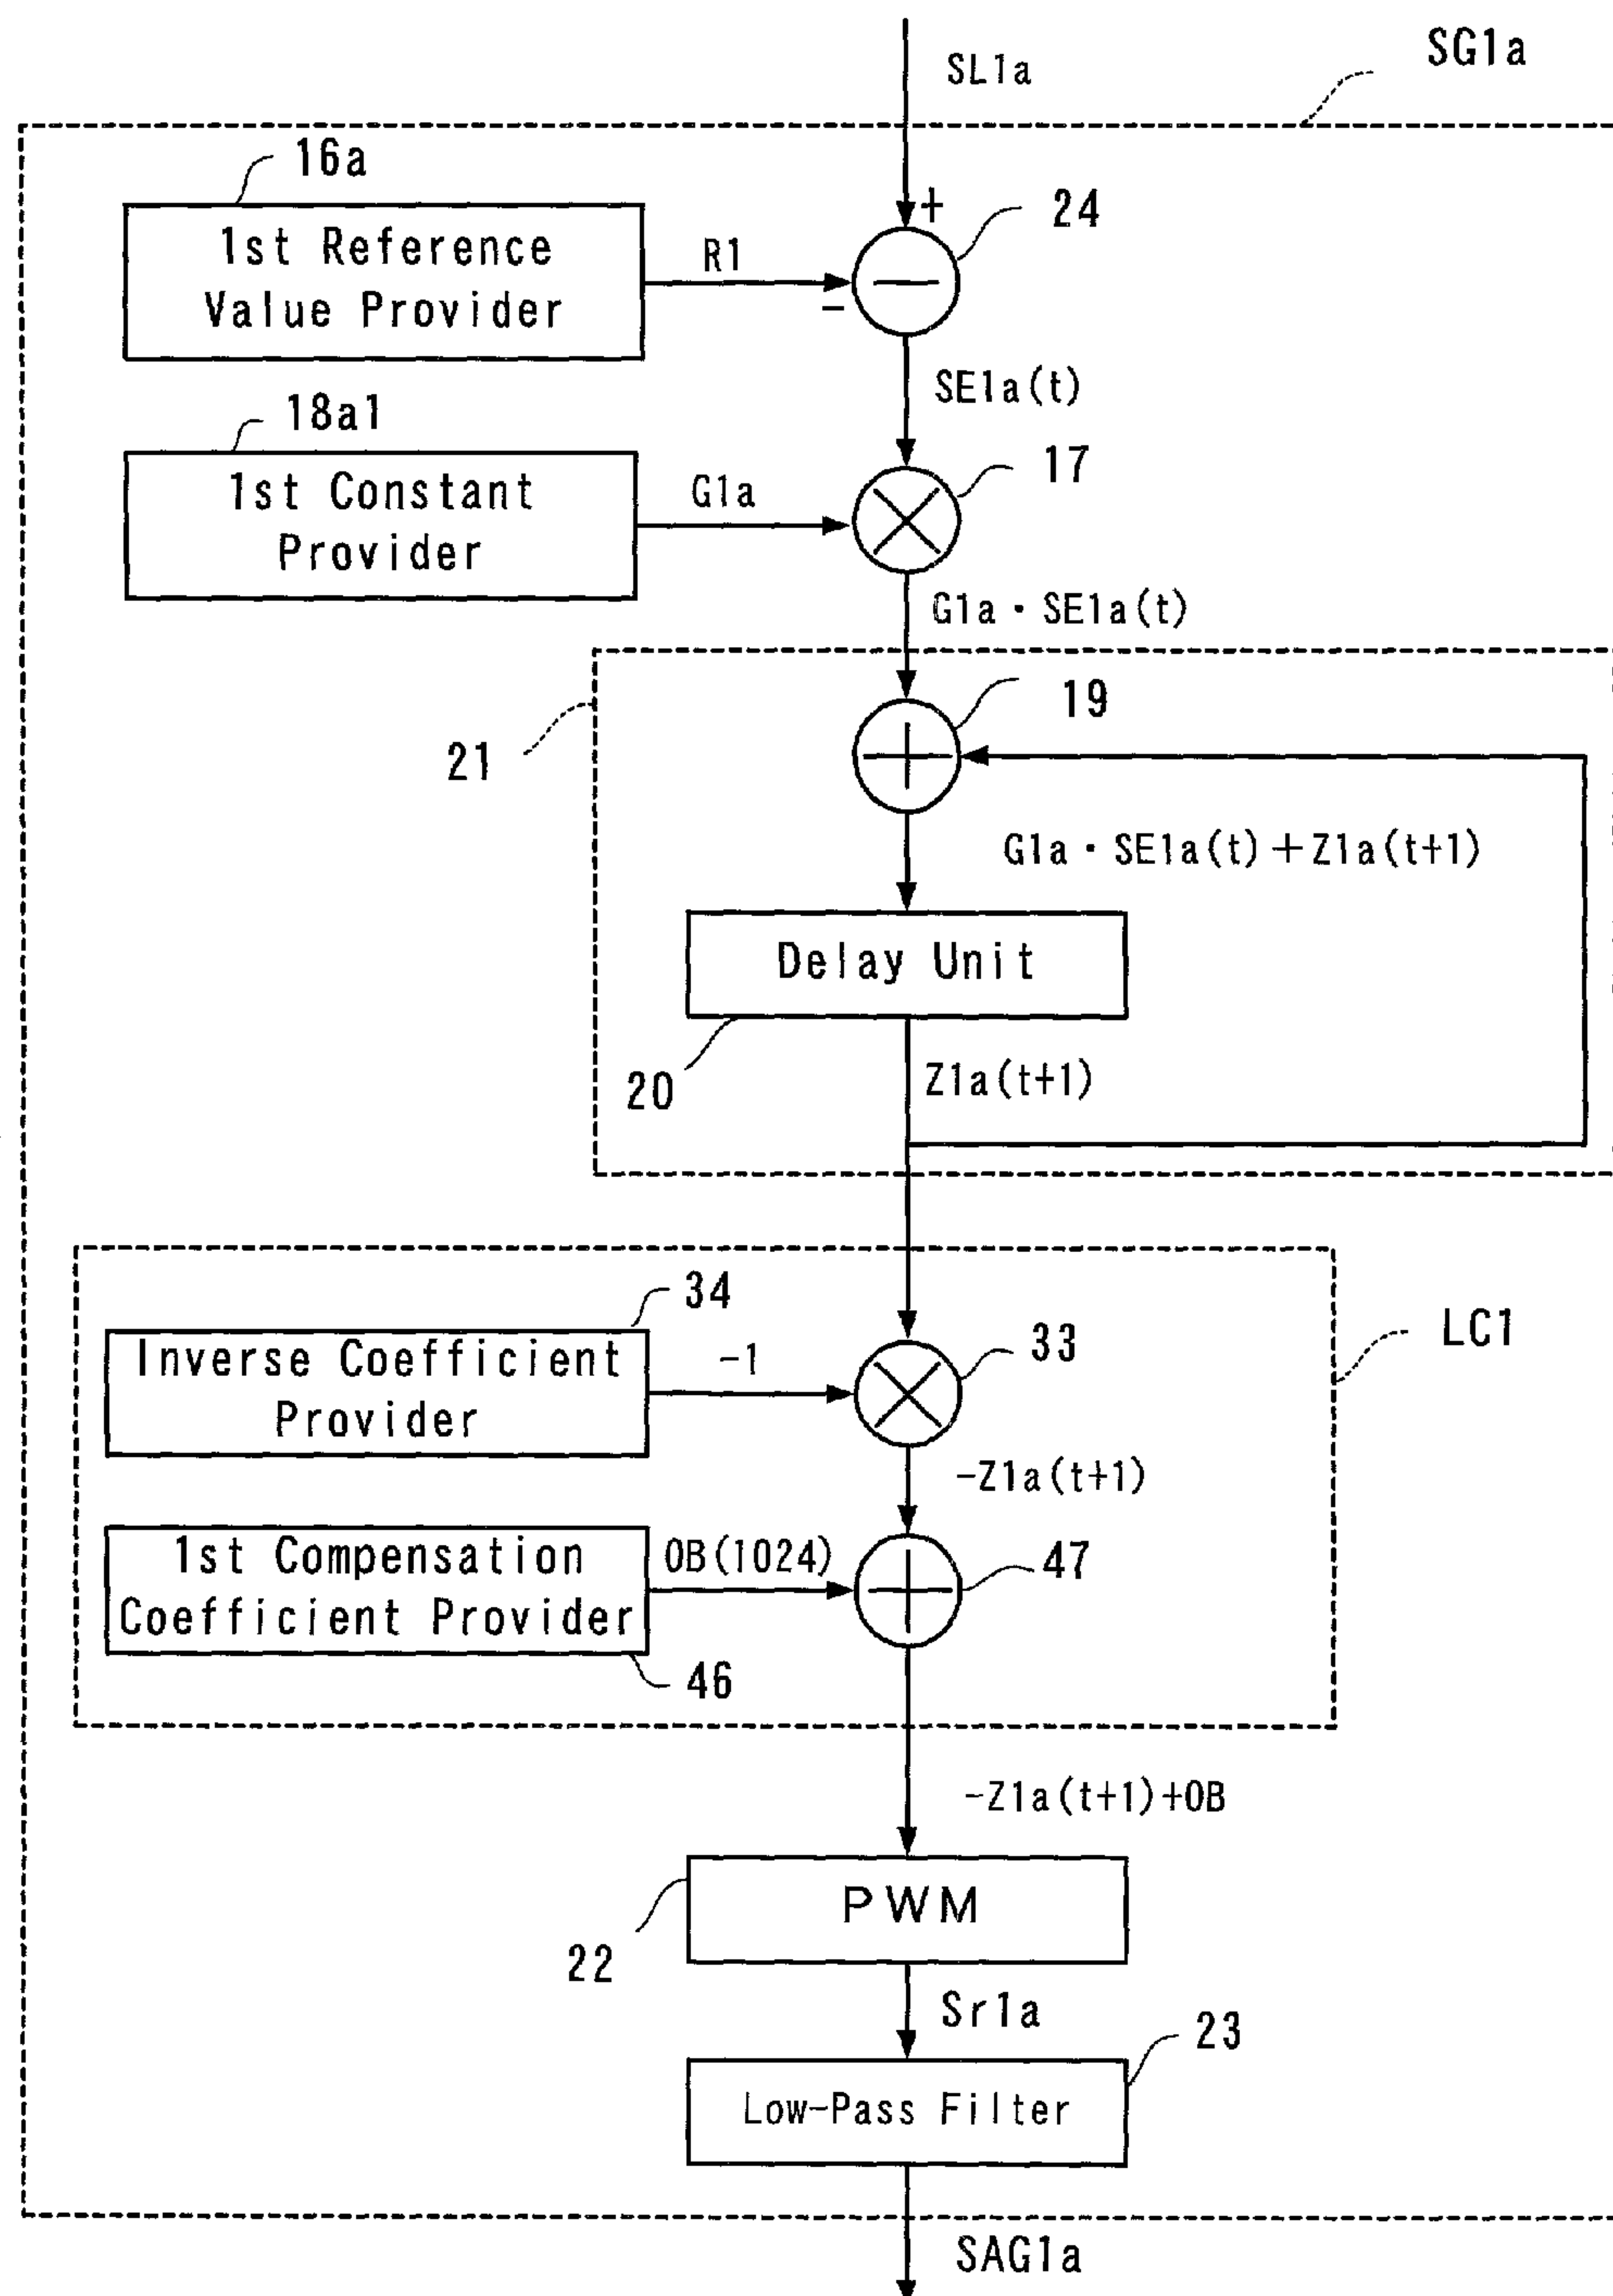 SL1a
SG1a
16a
1st Reference
Value Provider
R1
+
-
24
SE1a(t)
18a1
1st Constant
Provider
G1a
17
G1a・SE1a(t)
21
19
G1a・SE1a(t)+Z1a(t+1)
Delay Unit
20
Z1a(t+1)
34
Inverse Coefficient
Provider
-1
33
LC1
-Z1a(t+1)
1st Compensation
Coefficient Provider
OB(1024)
47
46
-Z1a(t+1)+OB
PWM
22
Sr1a
23
Low-Pass Filter
SAG1a